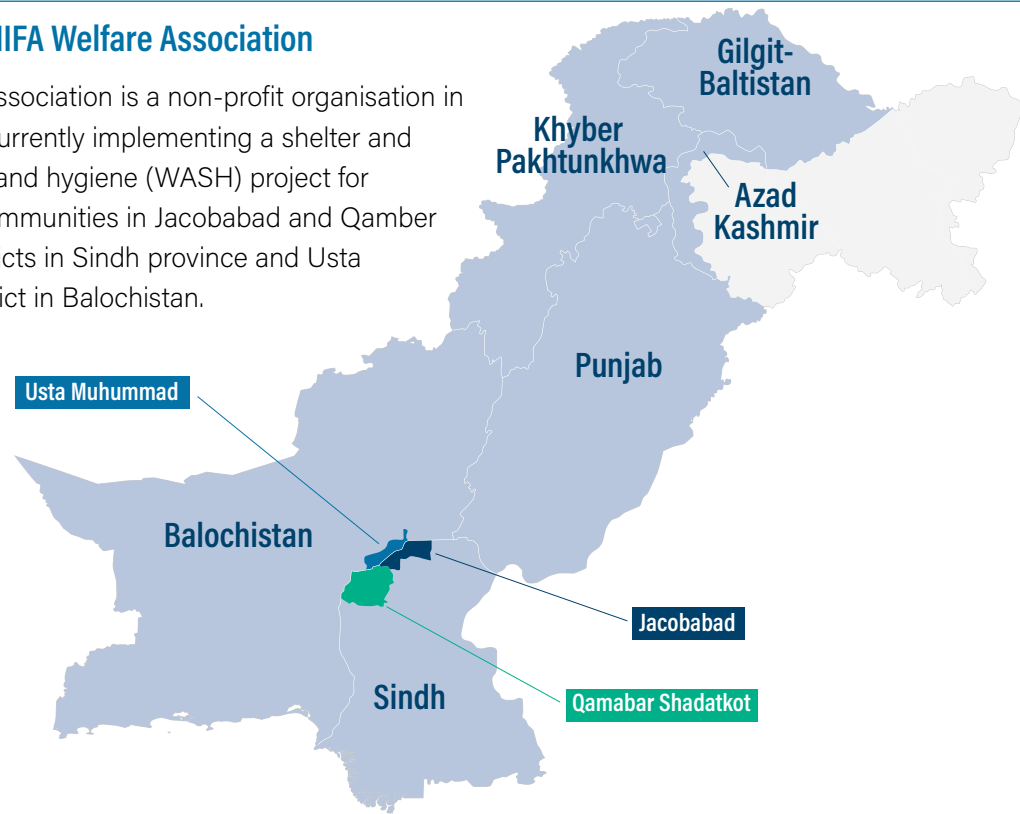 IIFA Welfare Association
ssociation is a non-profit organisation in
urrently implementing a shelter and
and hygiene (WASH) project for
mmunities in Jacobabad and Qamber
icts in Sindh province and Usta
ict in Balochistan.
Gilgit-
Baltistan
Khyber
Pakhtunkhwa
Azad
Kashmir
Punjab
Usta Muhummad
Balochistan
Jacobabad
Sindh
Qamabar Shadatkot